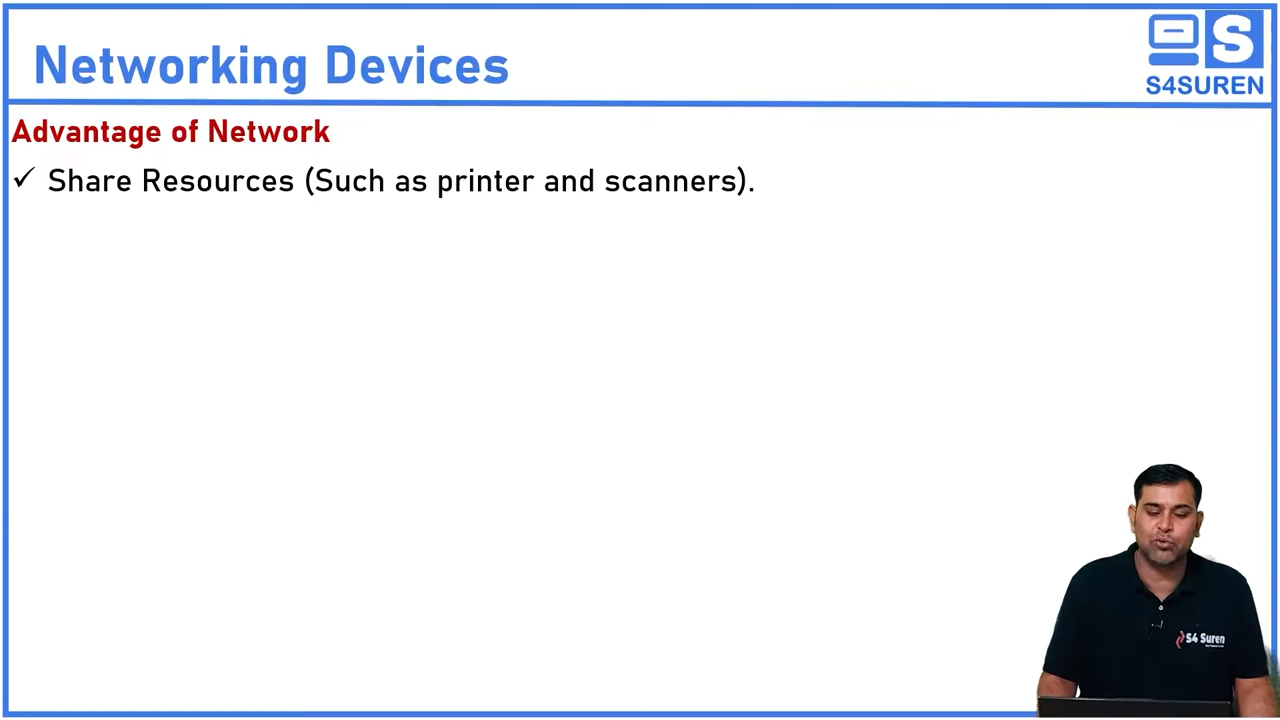 Networking Devices
S
S4SUREN
Advantage of Network
✓ Share Resources (Such as printer and scanners).
S4 Suren